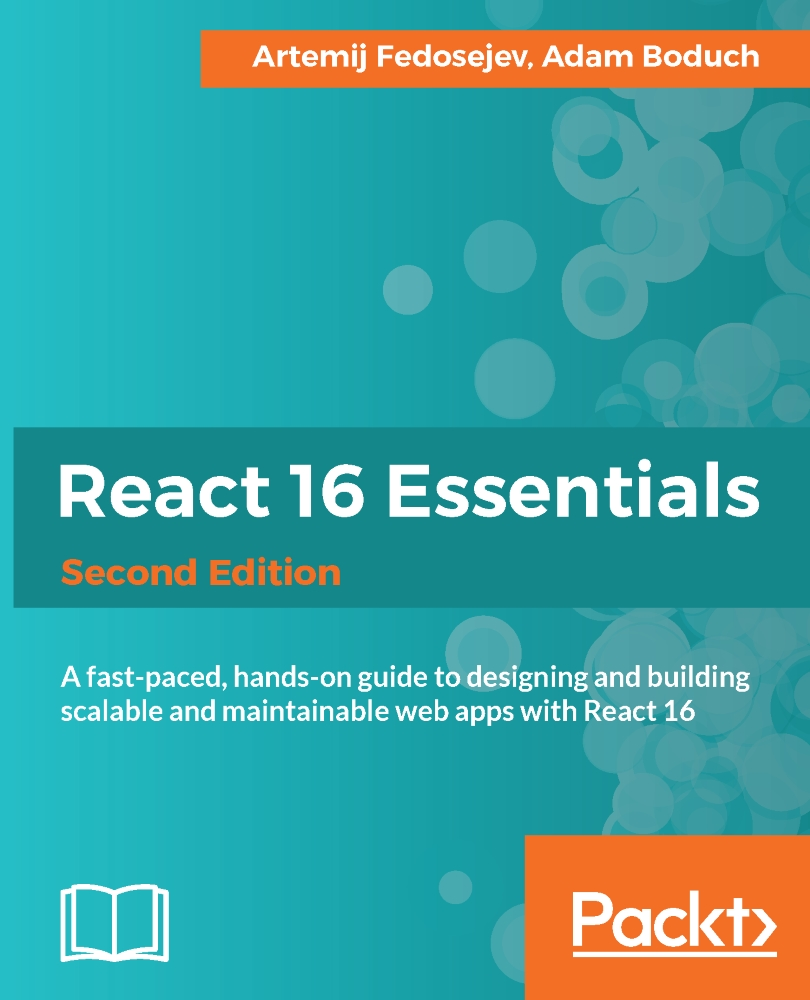 Artemij Fedosejev, Adam Boduch
React 16 Essentials
Second Edition
A fast-paced, hands-on guide to designing and building
scalable and maintainable web apps with React 16
Packt